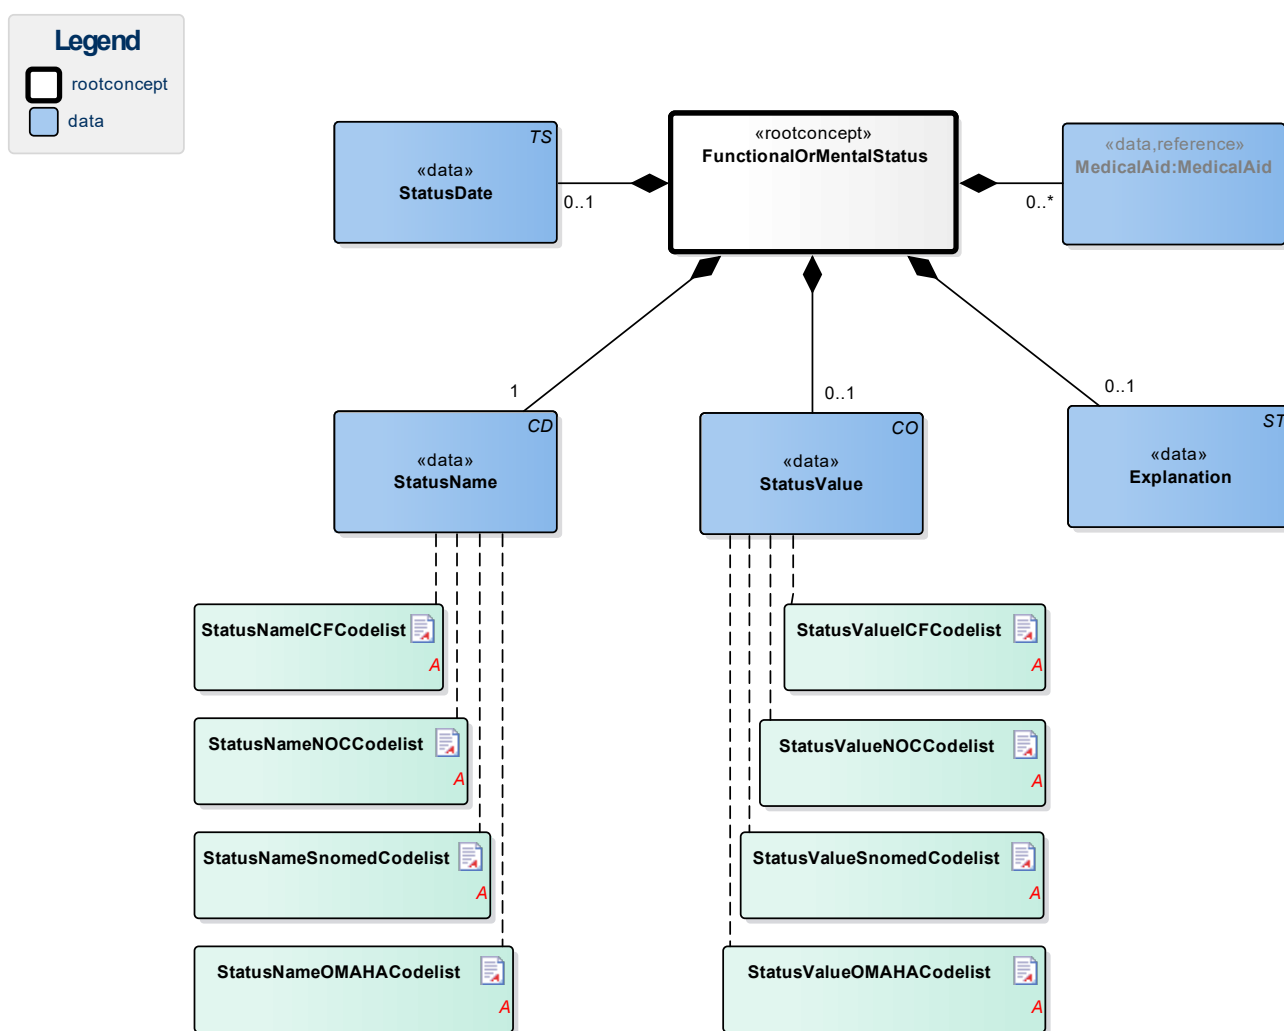 Legend
rootconcept
data
TS
«data»
StatusDate
0..1
«rootconcept»
FunctionalOrMentalStatus
«data,reference»
MedicalAid:MedicalAid
0..*
1
0..1
0..1
CD
«data»
StatusName
CO
«data»
StatusValue
ST
«data»
Explanation
StatusNameICFCodelist
A
StatusValueICFCodelist
A
StatusNameNOCCodelist
A
StatusValueNOCCodelist
A
StatusNameSnomedCodelist
A
StatusValueSnomedCodelist
A
StatusNameOMAHACodelist
A
StatusValueOMAHACodelist
A